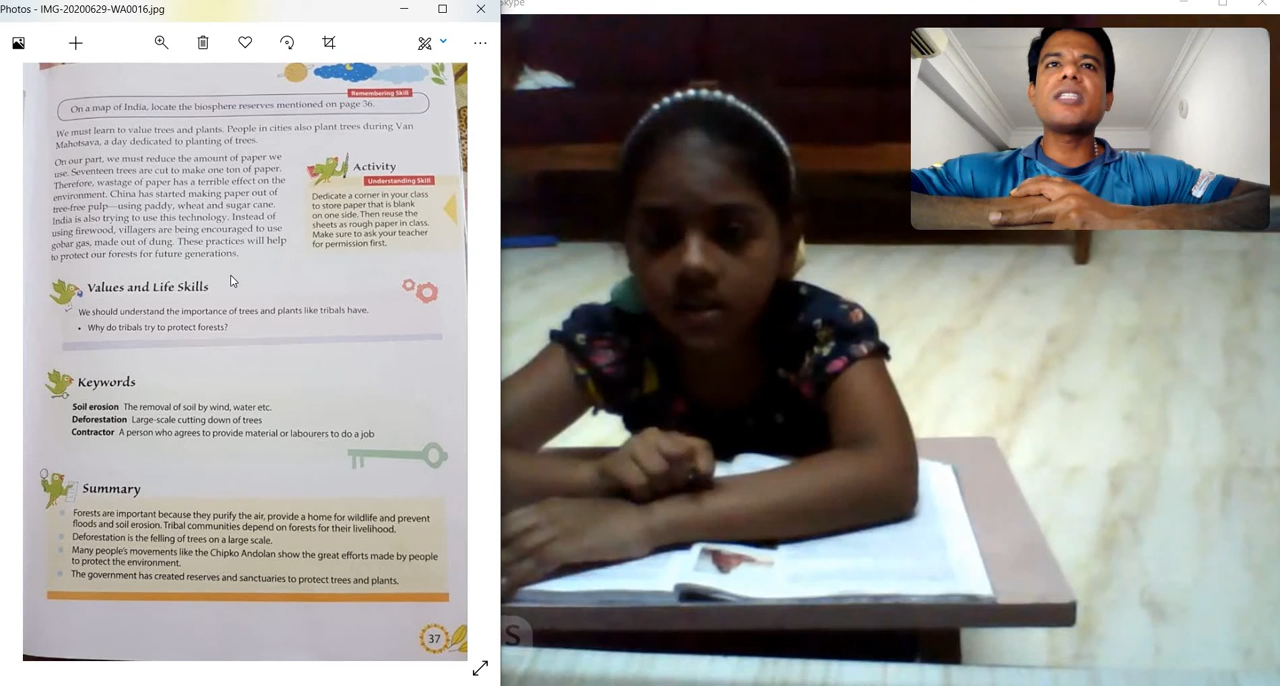 Photos - IMG-20200629-WA0016.jpg
Skype
Remembering Skill
On a map of India, locate the biosphere reserves mentioned on page 36.
We must learn to value trees and plants. People in cities also plant trees during Van
Mahotsava, a day dedicated to planting of trees.
On our part, we must reduce the amount of paper we
use. Seventeen trees are cut to make one ton of paper.
Therefore, wastage of paper has a terrible effect on the
environment. China has started making paper out of
tree-free pulp—using paddy, wheat and sugar cane.
India is also trying to use this technology. Instead of
using firewood, villagers are being encouraged to use
gobar gas, made out of dung. These practices will help
to protect our forests for future generations.
Activity
Understanding Skill
Dedicate a corner in your class
to store paper that is blank
on one side. Then reuse the
sheets as rough paper in class.
Make sure to ask your teacher
for permission first.
Values and Life Skills
We should understand the importance of trees and plants like tribals have.
• Why do tribals try to protect forests?
Keywords
Soil erosion The removal of soil by wind, water etc.
Deforestation Large-scale cutting down of trees
Contractor A person who agrees to provide material or labourers to do a job
Summary
Forests are important because they purify the air, provide a home for wildlife and prevent
floods and soil erosion. Tribal communities depend on forests for their livelihood.
Deforestation is the felling of trees on a large scale.
Many people's movements like the Chipko Andolan show the great efforts made by people
to protect the environment.
The government has created reserves and sanctuaries to protect trees and plants.
37
S